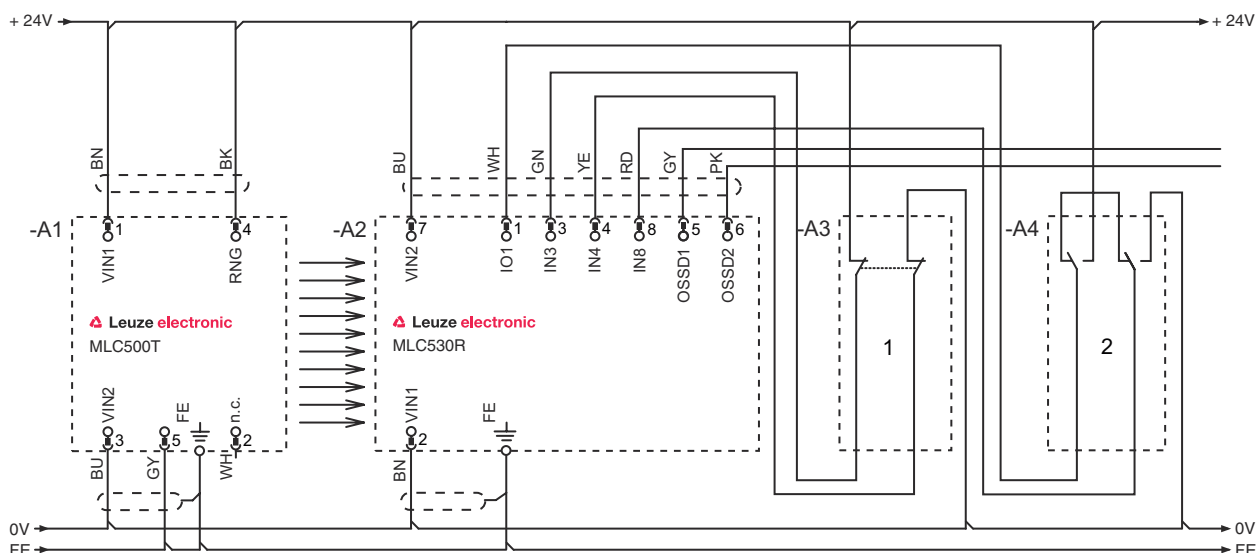 + 24V
+ 24V
BN
BK
BU
WH
GN
YE
RD
GY
PK
-A1
1
4
-A2
7
1
3
4
8
5
6
-A3
-A4
VIN1
RNG
VIN2
IO1
IN3
IN4
IN8
OSSD1
OSSD2
Leuze electronic
MLC500T
Leuze electronic
MLC530R
1
2
VIN2
FE
n.c.
VIN1
FE
3
5
2
2
BU
GY
WH
BN
0V
0V
FE
FE